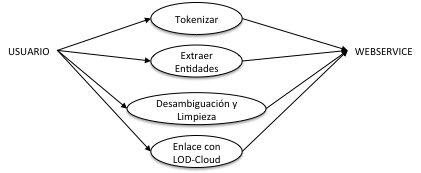 Tokenizar
USUARIO
WEBSERVICE
Extraer
Entidades
Desambiguación y
Limpieza
Enlace con
LOD-Cloud